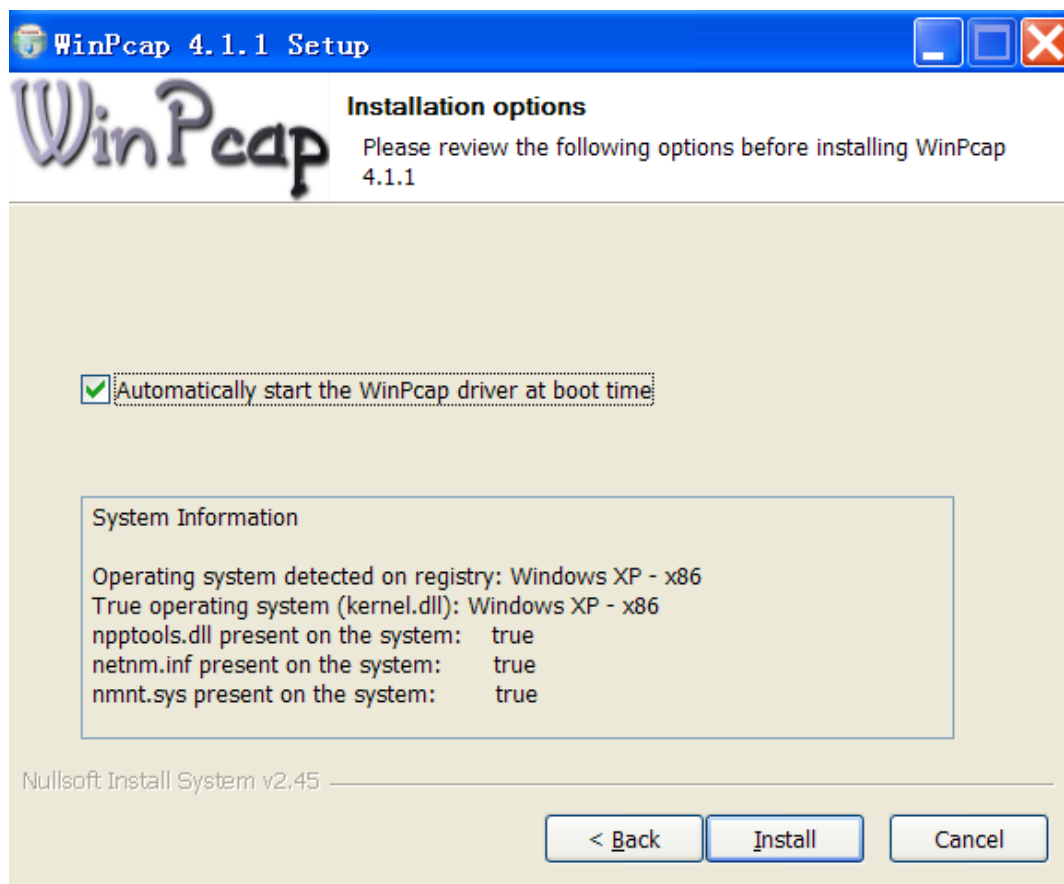 WinPcap 4.1.1 Setup
WinPcap
Installation options
Please review the following options before installing WinPcap
4.1.1
Automatically start the WinPcap driver at boot time
System Information
Operating system detected on registry: Windows XP - x86
True operating system (kernel.dll): Windows XP - x86
npptools.dll present on the system: true
netnm.inf present on the system: true
nmnt.sys present on the system: true
Nullsoft Install System v2.45
< Back Install Cancel